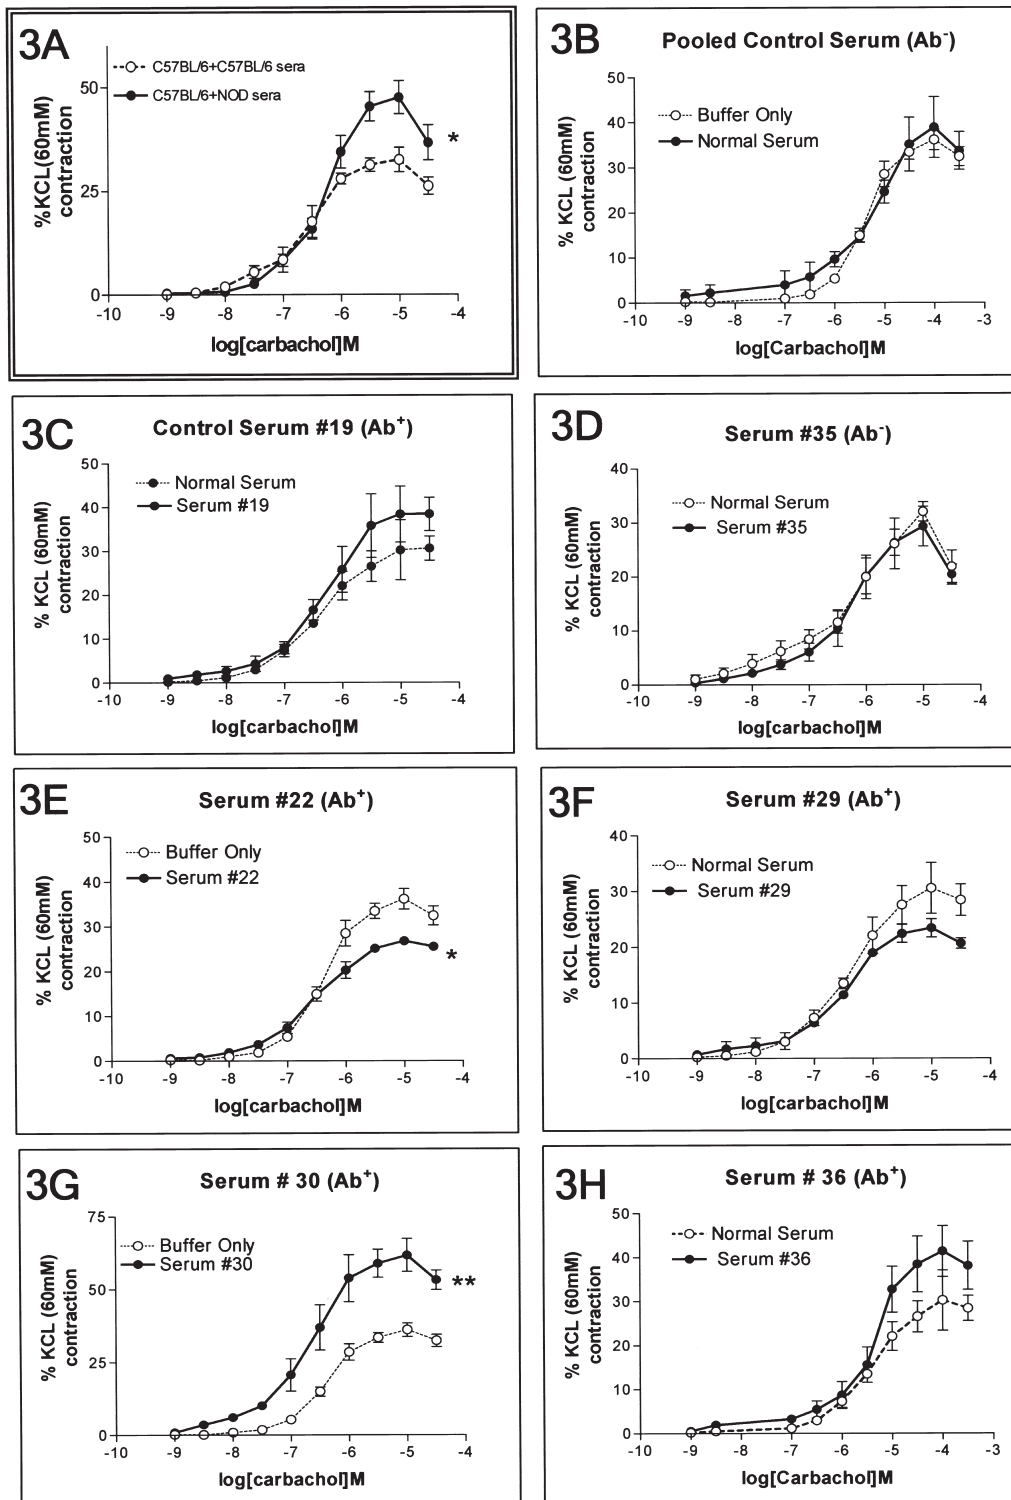 3A
C57BL/6+C57BL/6 sera
C57BL/6+NOD sera
50
25
0
*
%KCL(60mM)
contraction
-10 -9 -8 -7 -6 -5 -4
log[carbachol]M
3B
Pooled Control Serum (Ab-)
Buffer Only
Normal Serum
50
40
30
20
10
0
% KCL (60mM)
contraction
-10 -9 -8 -7 -6 -5 -4 -3
log[Carbachol]M
3C
Control Serum #19 (Ab+)
Normal Serum
Serum #19
50
40
30
20
10
0
% KCL (60mM)
contraction
-10 -9 -8 -7 -6 -5 -4
log[carbachol]M
3D
Serum #35 (Ab-)
Normal Serum
Serum #35
40
30
20
10
0
% KCL (60mM)
contraction
-10 -9 -8 -7 -6 -5 -4
log[carbachol]M
3E
Serum #22 (Ab+)
Buffer Only
Serum #22
50
40
30
20
10
0
*
% KCL (60mM)
contraction
-10 -9 -8 -7 -6 -5 -4
log[carbachol]M
3F
Serum #29 (Ab+)
Normal Serum
Serum #29
40
30
20
10
0
% KCL (60mM)
contraction
-10 -9 -8 -7 -6 -5 -4
log[carbachol]M
3G
Serum # 30 (Ab+)
Buffer Only
Serum #30
75
50
25
0
**
% KCL (60mM)
contraction
-10 -9 -8 -7 -6 -5 -4
log[carbachol]M
3H
Serum # 36 (Ab+)
Normal Serum
Serum #36
50
40
30
20
10
0
% KCL (60mM)
contraction
-10 -9 -8 -7 -6 -5 -4 -3
log[Carbachol]M